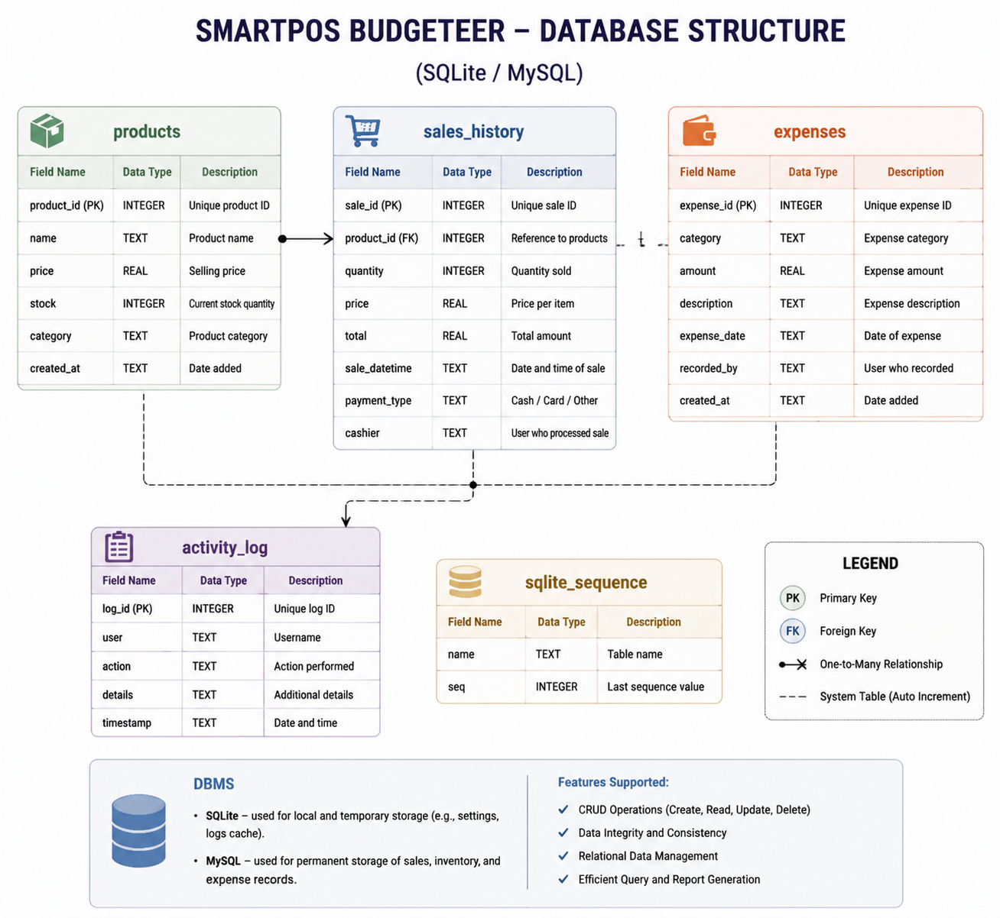 SMARTPOS BUDGETEER – DATABASE STRUCTURE
(SQLite / MySQL)
products
Field Name Data Type Description
product_id (PK) INTEGER Unique product ID
name TEXT Product name
price REAL Selling price
stock INTEGER Current stock quantity
category TEXT Product category
created_at TEXT Date added
sales_history
Field Name Data Type Description
sale_id (PK) INTEGER Unique sale ID
product_id (FK) INTEGER Reference to products
quantity INTEGER Quantity sold
price REAL Price per item
total REAL Total amount
sale_datetime TEXT Date and time of sale
payment_type TEXT Cash / Card / Other
cashier TEXT User who processed sale
expenses
Field Name Data Type Description
expense_id (PK) INTEGER Unique expense ID
category TEXT Expense category
amount REAL Expense amount
description TEXT Expense description
expense_date TEXT Date of expense
recorded_by TEXT User who recorded
created_at TEXT Date added
activity_log
Field Name Data Type Description
log_id (PK) INTEGER Unique log ID
user TEXT Username
action TEXT Action performed
details TEXT Additional details
timestamp TEXT Date and time
sqlite_sequence
Field Name Data Type Description
name TEXT Table name
seq INTEGER Last sequence value
LEGEND
PK Primary Key
FK Foreign Key
One-to-Many Relationship
System Table (Auto Increment)
DBMS
• SQLite – used for local and temporary storage (e.g., settings,
logs cache).
• MySQL – used for permanent storage of sales, inventory, and
expense records.
Features Supported:
✓ CRUD Operations (Create, Read, Update, Delete)
✓ Data Integrity and Consistency
✓ Relational Data Management
✓ Efficient Query and Report Generation